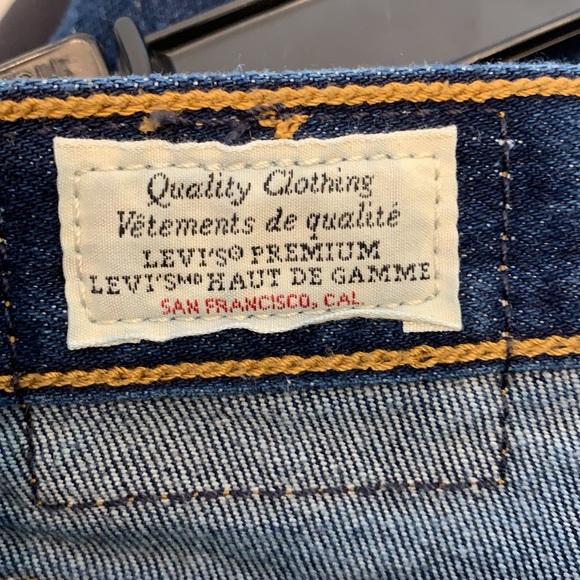 Quality Clothing
Vêtements de qualité
LEVI'S® PREMIUM
LEVI'Sᴹᴰ HAUT DE GAMME
SAN FRANCISCO, CAL.